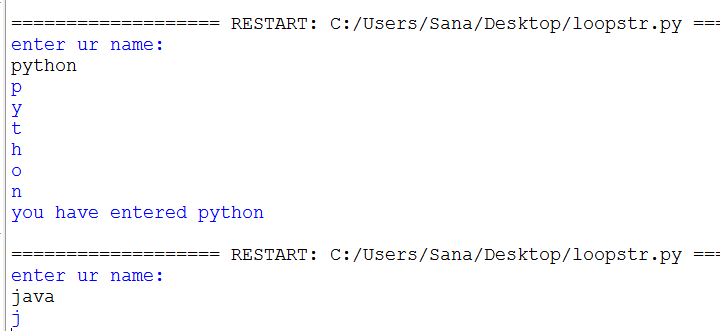 =================== RESTART: C:/Users/Sana/Desktop/loopstr.py ===
enter ur name:
python
p
y
t
h
o
n
you have entered python
=================== RESTART: C:/Users/Sana/Desktop/loopstr.py ===
enter ur name:
java
j